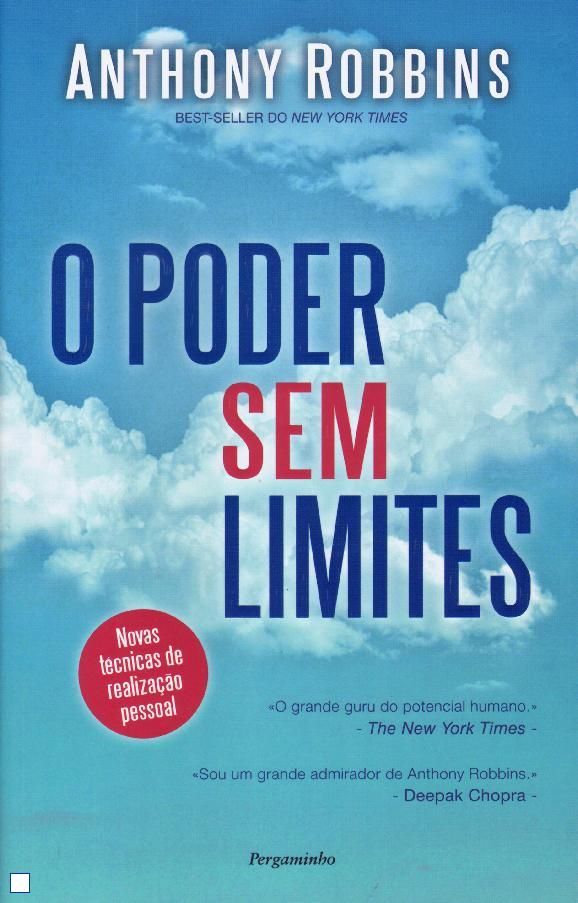 ANTHONY ROBBINS
BEST-SELLER DO NEW YORK TIMES
O PODER
SEM
LIMITES
Novas
técnicas de
realização
pessoal
«O grande guru do potencial humano.»
- The New York Times -
«Sou um grande admirador de Anthony Robbins.»
- Deepak Chopra -
Pergaminho